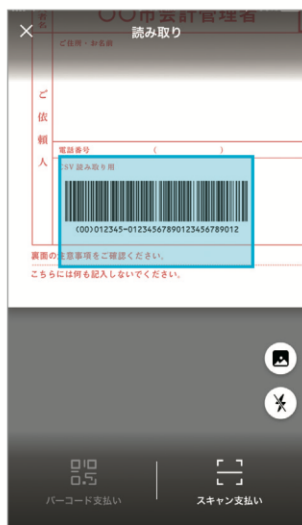 〇〇市会計管理者
読み取り
ご住所・お名前
ご依頼人
電話番号 ( )
CSV 読み取り用
(00)012345-01234567890123456789012
裏面の注意事項をご確認ください。
こちらには何も記入しないでください。
バーコード支払い
スキャン支払い